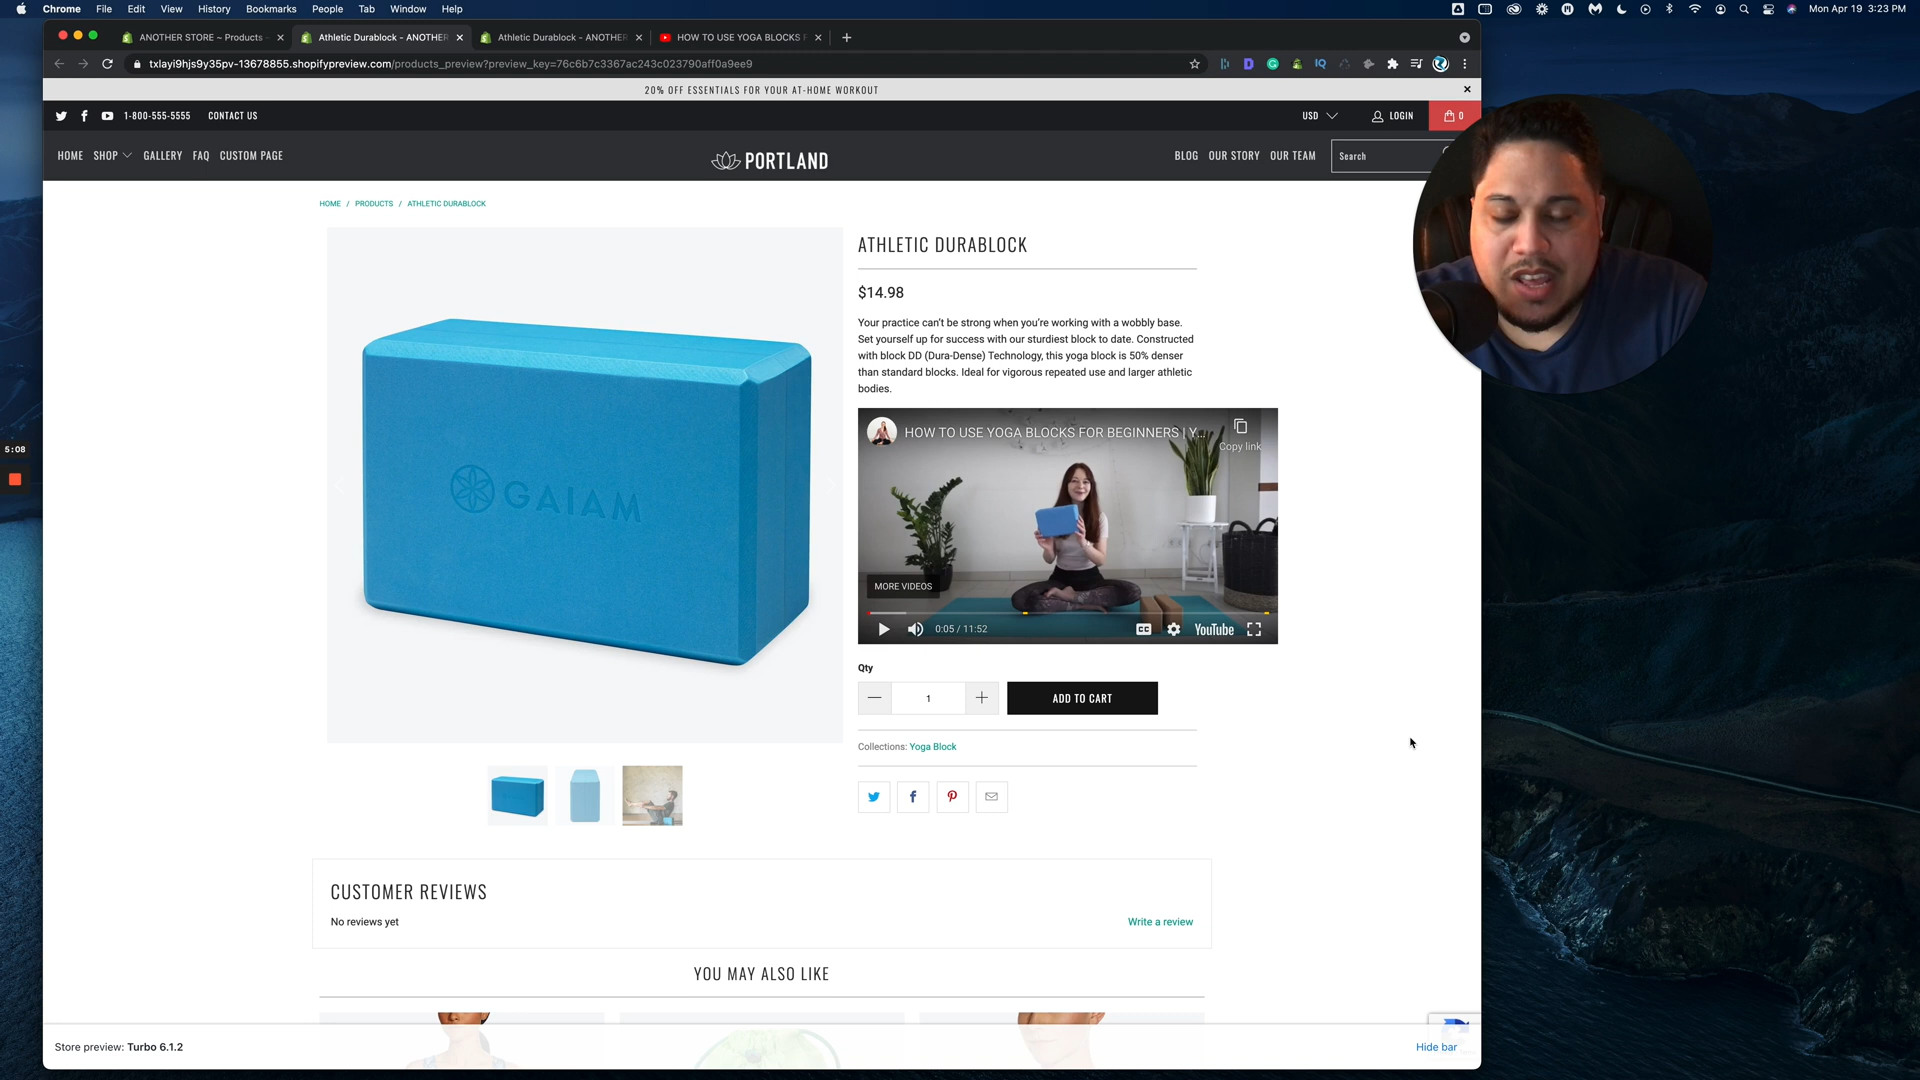 Chrome File Edit View History Bookmarks People Tab Window Help
Mon Apr 19 3:23 PM
ANOTHER STORE ~ Products
Athletic Durablock - ANOTHER
Athletic Durablock - ANOTHER
HOW TO USE YOGA BLOCKS F
txlayi9hjs9y35pv-13678855.shopifypreview.com/products_preview?preview_key=76c6b7c3367ac243c023790aff0a9ee9
20% OFF ESSENTIALS FOR YOUR AT-HOME WORKOUT
1-800-555-5555 CONTACT US
USD LOGIN 0
HOME SHOP GALLERY FAQ CUSTOM PAGE
PORTLAND
BLOG OUR STORY OUR TEAM
Search
HOME / PRODUCTS / ATHLETIC DURABLOCK
ATHLETIC DURABLOCK
$14.98
Your practice can't be strong when you're working with a wobbly base.
Set yourself up for success with our sturdiest block to date. Constructed
with block DD (Dura-Dense) Technology, this yoga block is 50% denser
than standard blocks. Ideal for vigorous repeated use and larger athletic
bodies.
GAIAM
HOW TO USE YOGA BLOCKS FOR BEGINNERS | Y...
Copy link
MORE VIDEOS
0:05 / 11:52
CC
YouTube
5:08
Qty
1
ADD TO CART
Collections: Yoga Block
CUSTOMER REVIEWS
No reviews yet
Write a review
YOU MAY ALSO LIKE
Store preview: Turbo 6.1.2
Hide bar